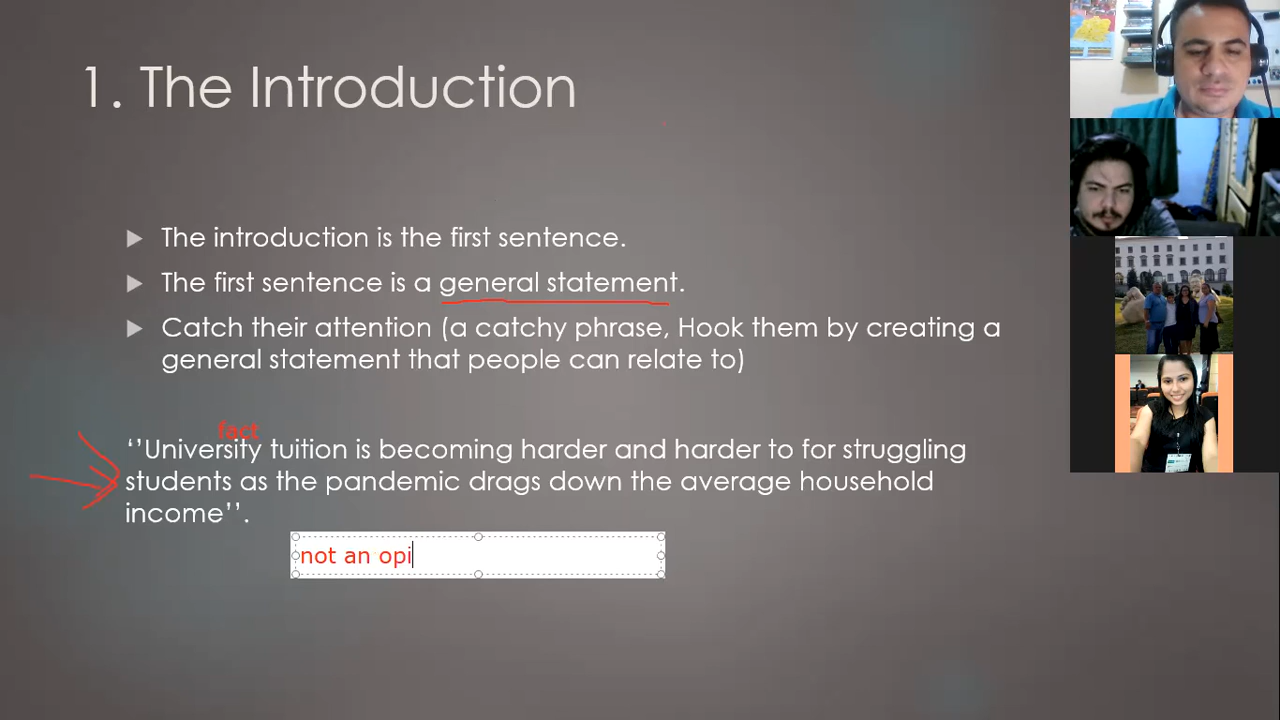 1. The Introduction
The introduction is the first sentence.
The first sentence is a general statement.
Catch their attention (a catchy phrase, Hook them by creating a
general statement that people can relate to)
fact
‘’University tuition is becoming harder and harder to for struggling
students as the pandemic drags down the average household
income’’.
not an opi